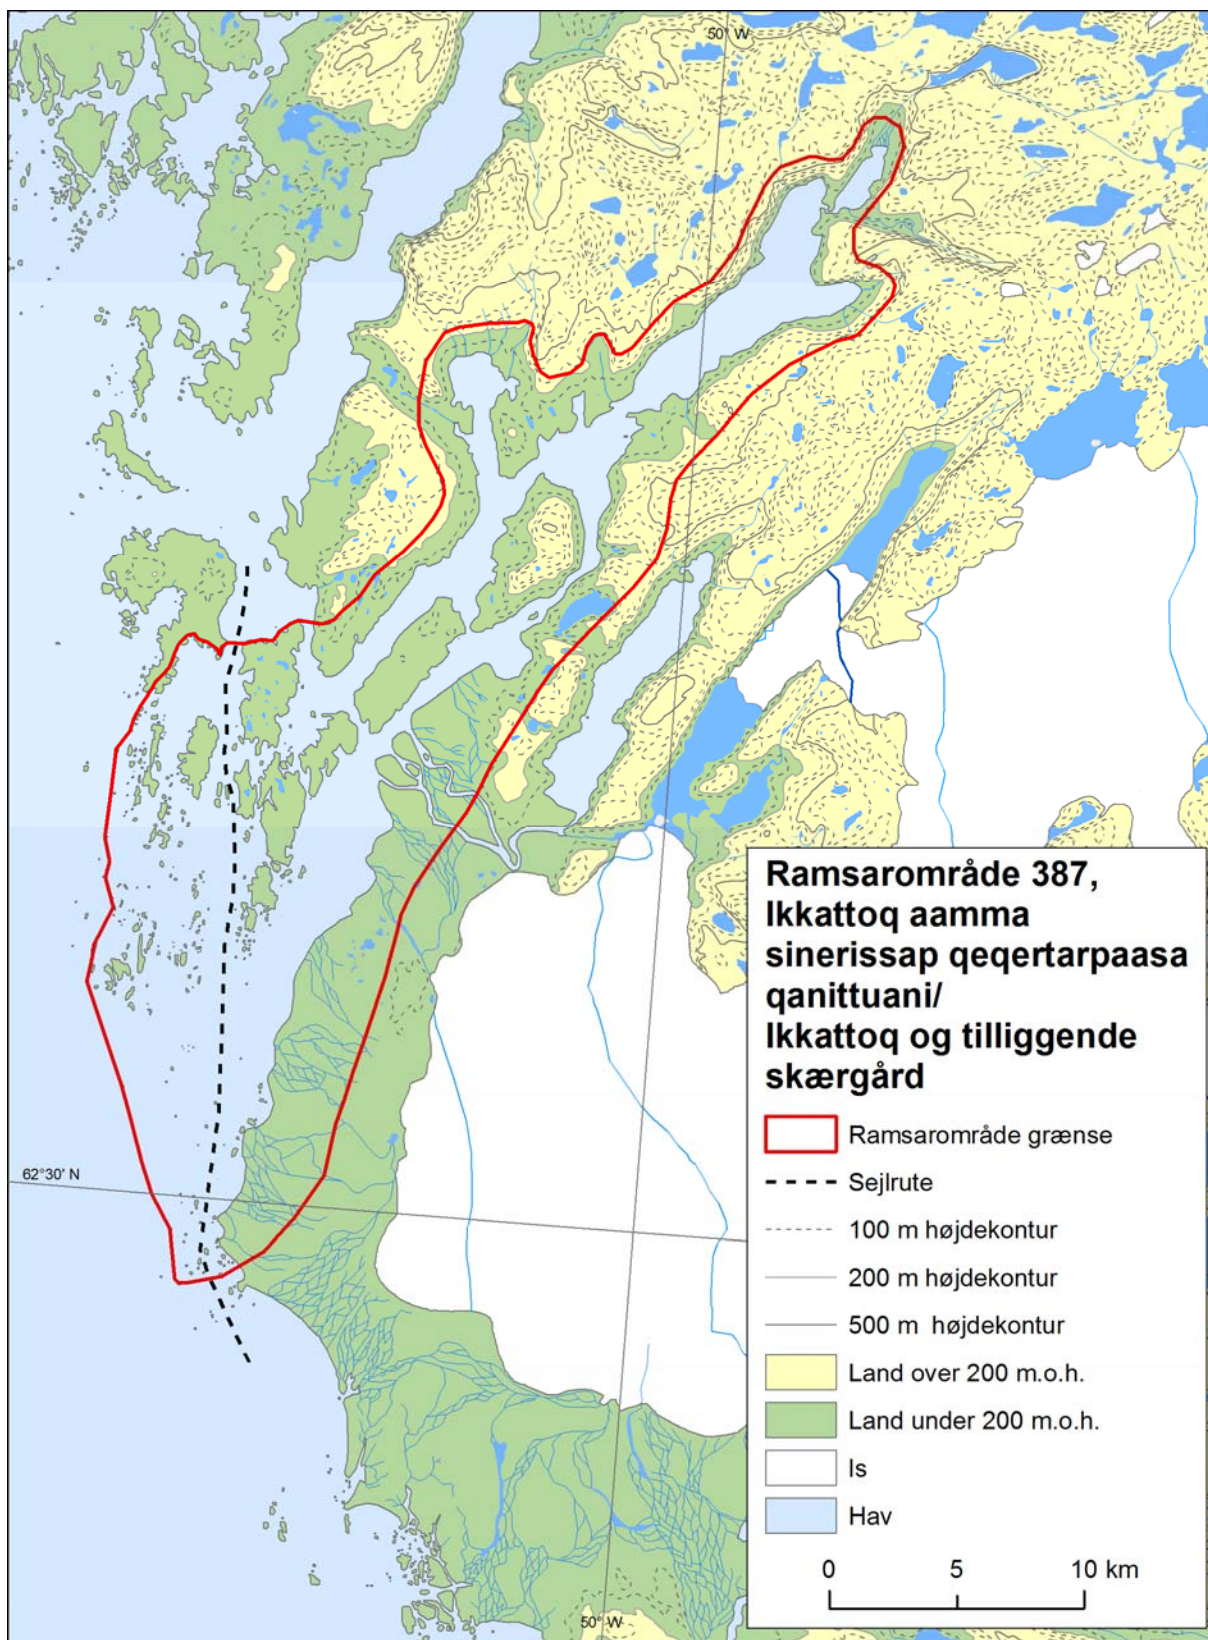 50° W
62°30' N
Ramsarområde 387,
Ikkattoq aamma
sinerissap qeqertarpaasa
qanittuani/
Ikkattoq og tilliggende
skærgård
Ramsarområde grænse
Sejlrute
100 m højdekontur
200 m højdekontur
500 m højdekontur
Land over 200 m.o.h.
Land under 200 m.o.h.
Is
Hav
0 5 10 km
50° W